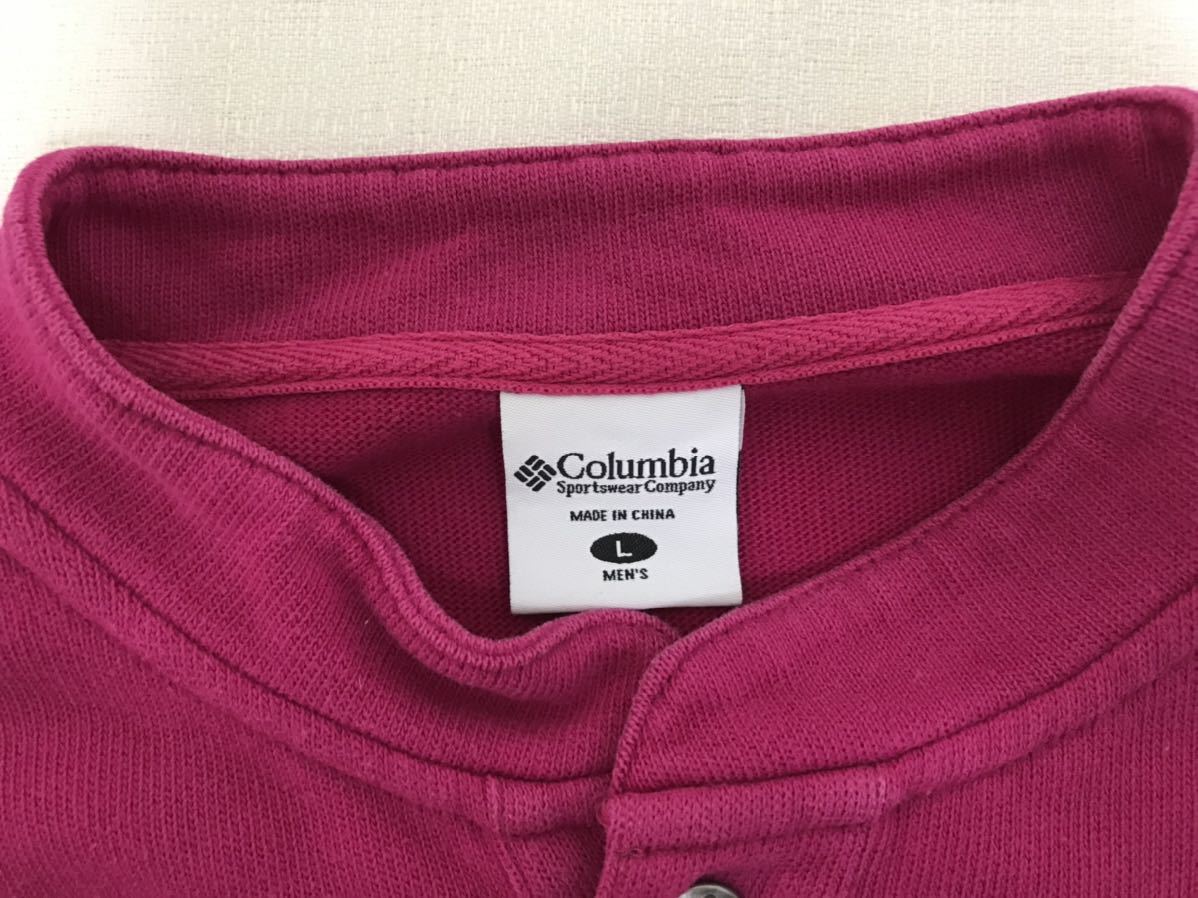 Columbia
Sportswear Company
MADE IN CHINA
L
MEN'S